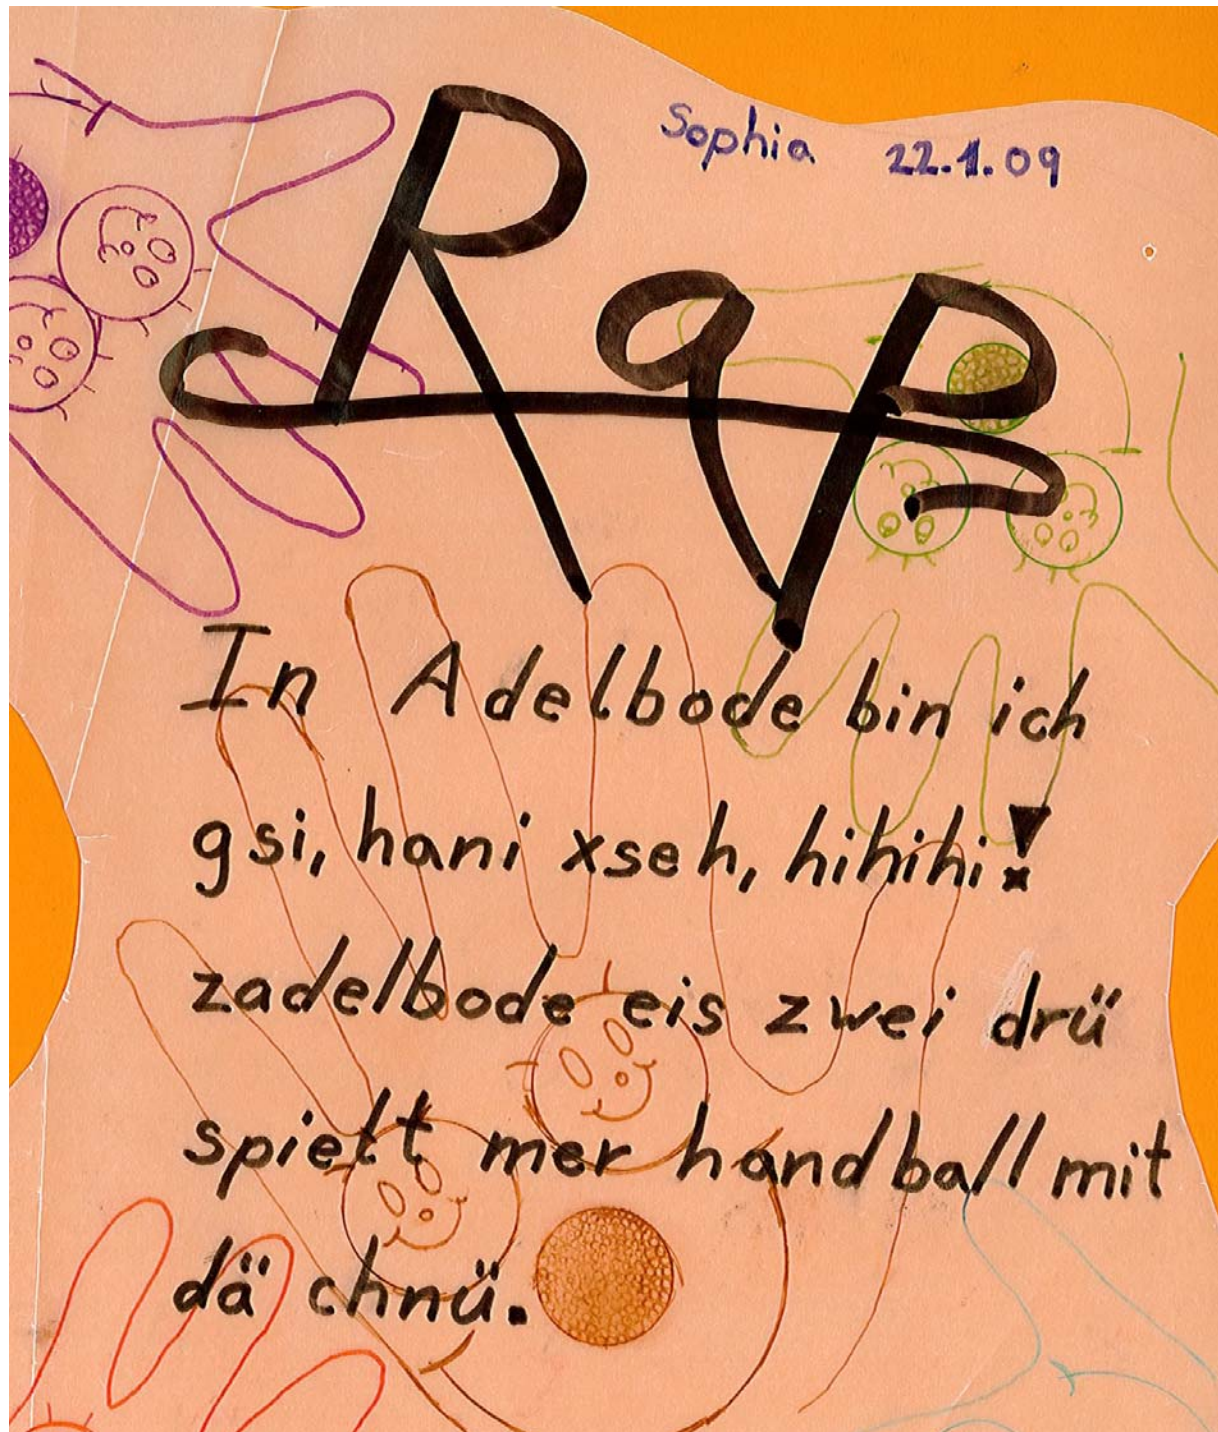 Sophia 22.1.09
Rap
In Adelbode bin ich
gsi, hani xseh, hihihi!
zadelbode eis zwei drü
spielt mer handball mit
dä chnü.